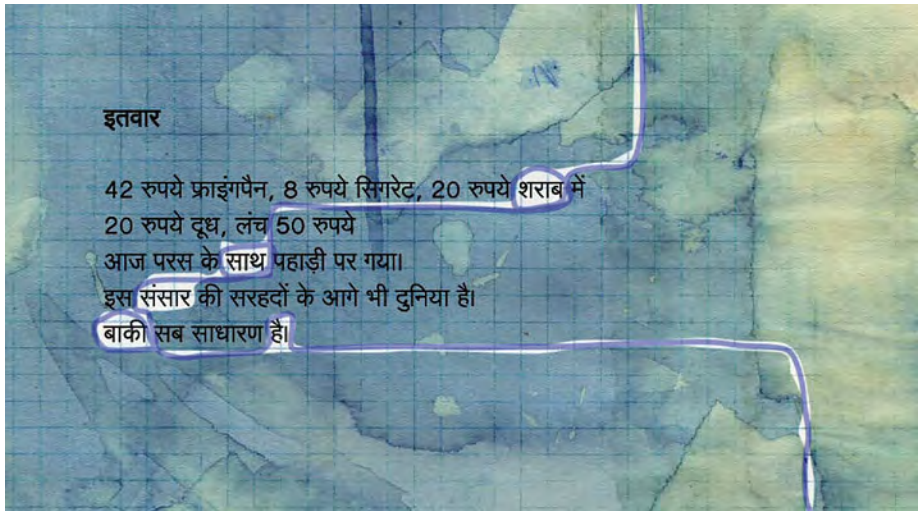 इतवार
42 रुपये फ्राइंगपैन, 8 रुपये सिगरेट, 20 रुपये शराब में
20 रुपये दूध, लंच 50 रुपये
आज परस के साथ पहाड़ी पर गया।
इस संसार की सरहदों के आगे भी दुनिया है।
बाकी सब साधारण है।